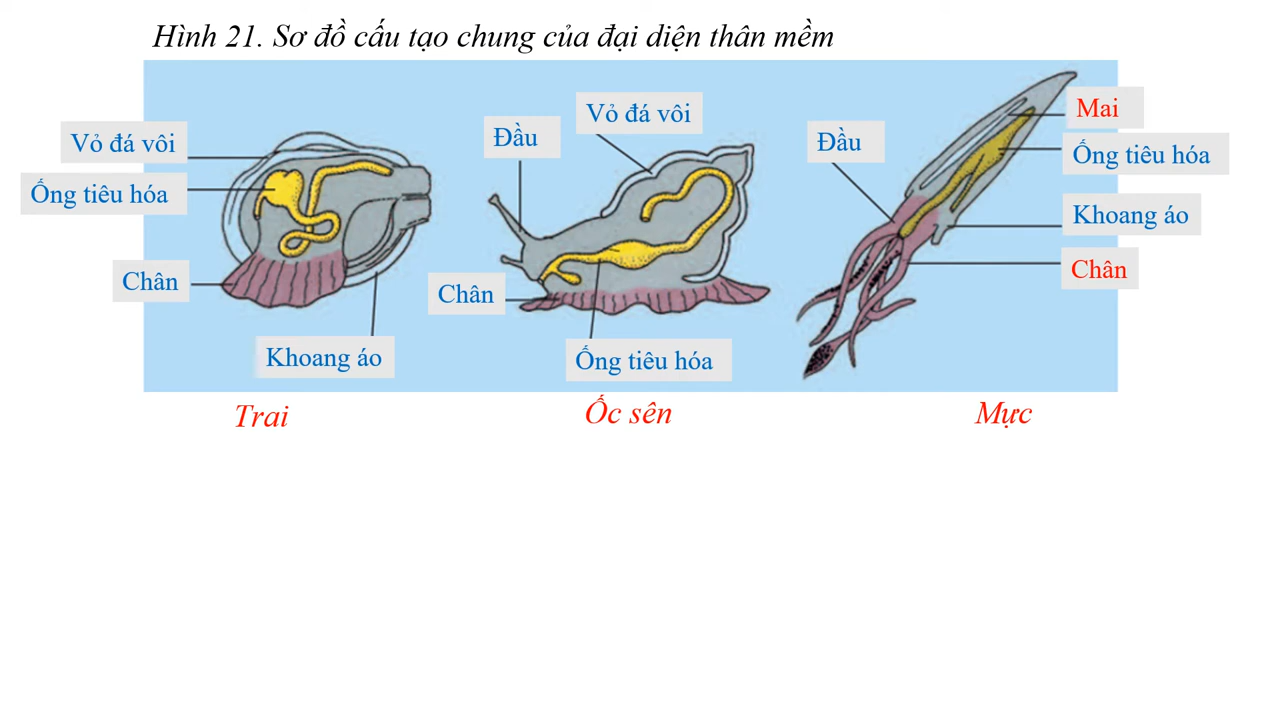 Hình 21. Sơ đồ cấu tạo chung của đại diện thân mềm
Vỏ đá vôi
Ống tiêu hóa
Chân
Khoang áo
Trai
Đầu
Vỏ đá vôi
Chân
Ống tiêu hóa
Ốc sên
Đầu
Mai
Ống tiêu hóa
Khoang áo
Chân
Mực